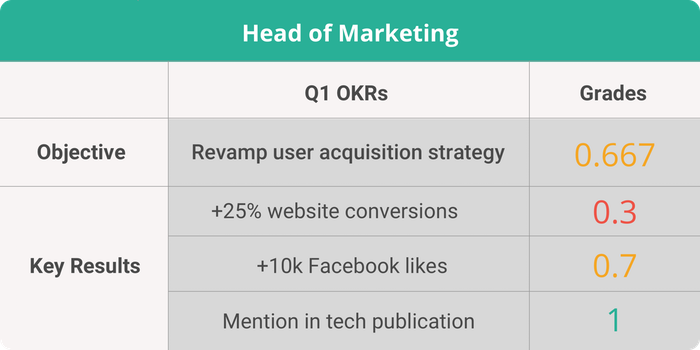 Head of Marketing
Q1 OKRs Grades
Objective Revamp user acquisition strategy 0.667
+25% website conversions 0.3
Key Results +10k Facebook likes 0.7
Mention in tech publication 1